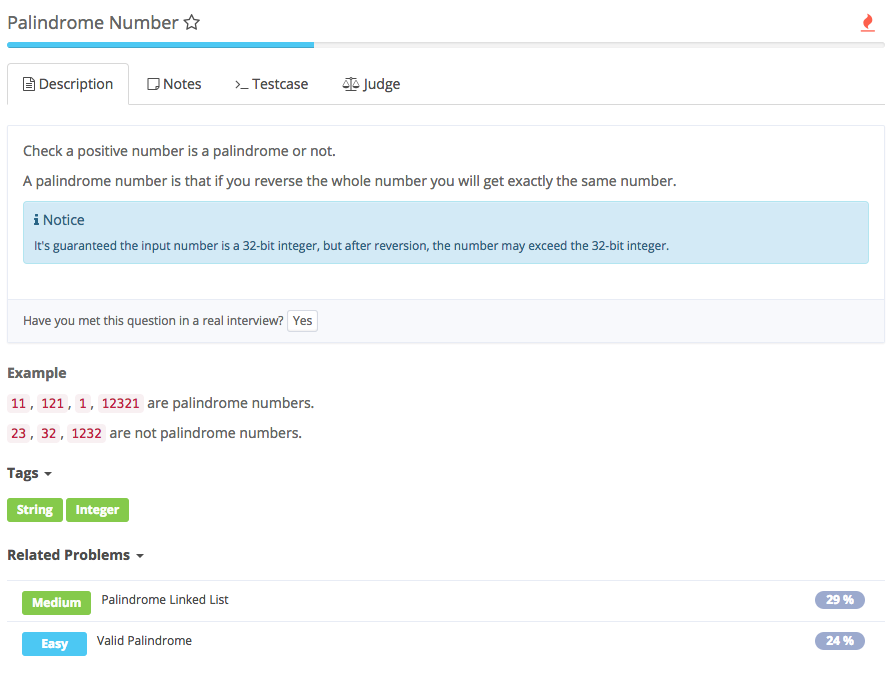 Palindrome Number
Description Notes >_ Testcase Judge
Check a positive number is a palindrome or not.
A palindrome number is that if you reverse the whole number you will get exactly the same number.
Notice
It's guaranteed the input number is a 32-bit integer, but after reversion, the number may exceed the 32-bit integer.
Have you met this question in a real interview? Yes
Example
11, 121, 1, 12321 are palindrome numbers.
23, 32, 1232 are not palindrome numbers.
Tags
String Integer
Related Problems
Medium Palindrome Linked List 29 %
Easy Valid Palindrome 24 %